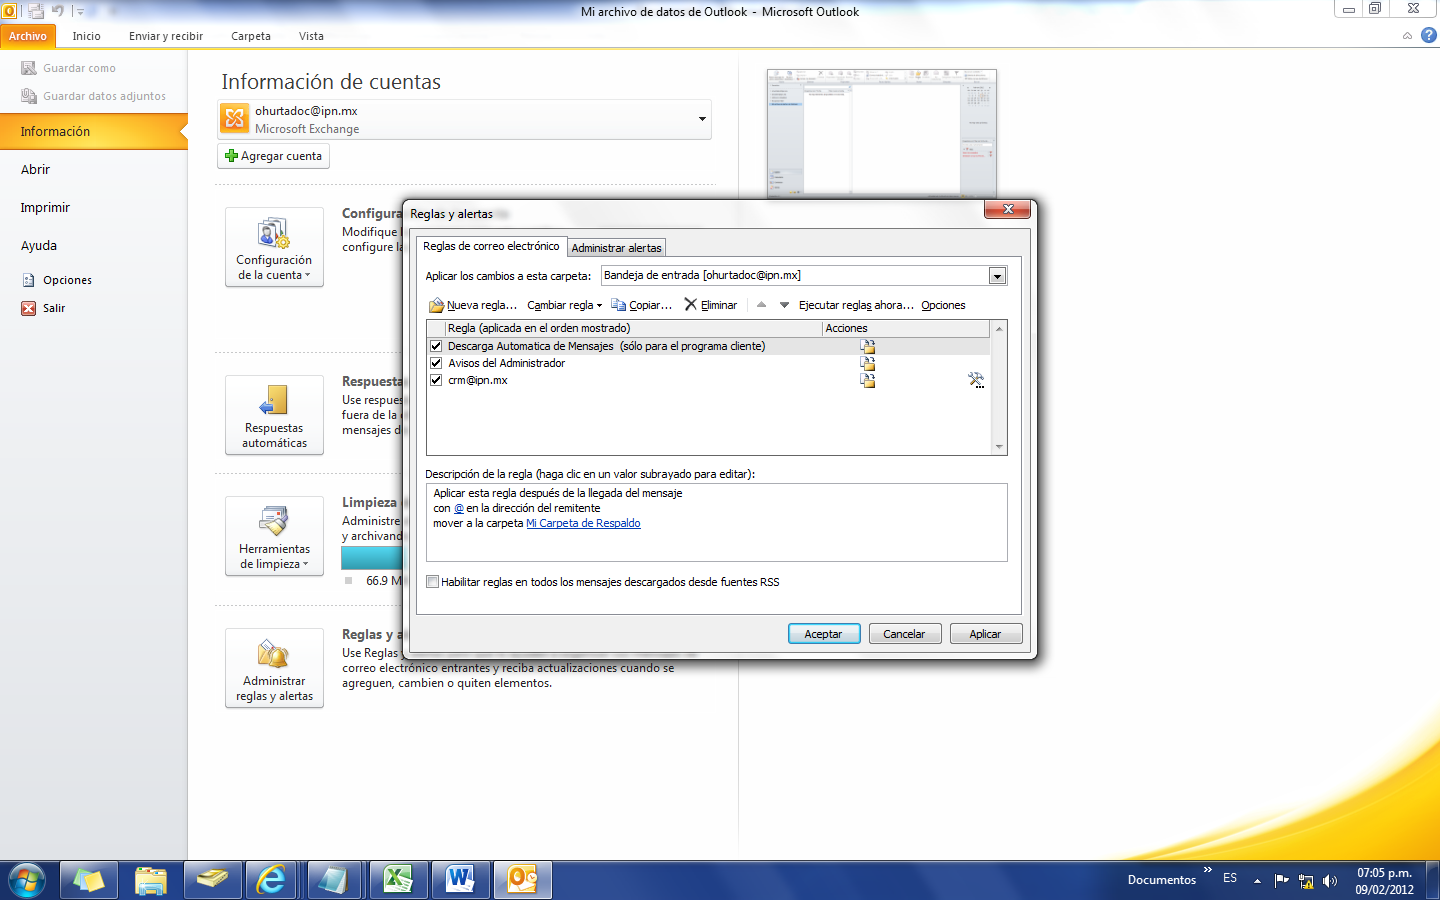 Mi archivo de datos de Outlook - Microsoft Outlook
Archivo
Inicio
Enviar y recibir
Carpeta
Vista
Guardar como
Guardar datos adjuntos
Información
Abrir
Imprimir
Ayuda
Opciones
Salir
Información de cuentas
ohurtadoc@ipn.mx
Microsoft Exchange
Agregar cuenta
Configuración
de la cuenta
Modifique
configure
Respuestas
automáticas
Use
fuera de la
mensajes
Limpieza
Herramientas
de limpieza
Administre
y archivando
66.9
Reglas y alertas
Reglas de correo electrónico
Administrar alertas
Aplicar los cambios a esta carpeta:
Bandeja de entrada [ohurtadoc@ipn.mx]
Nueva regla...
Cambiar regla
Copiar...
Eliminar
Ejecutar reglas ahora...
Opciones
Regla (aplicada en el orden mostrado)
Acciones
Descarga Automatica de Mensajes (sólo para el programa cliente)
Avisos del Administrador
crm@ipn.mx
Descripción de la regla (haga clic en un valor subrayado para editar):
Aplicar esta regla después de la llegada del mensaje
con @ en la dirección del remitente
mover a la carpeta Mi Carpeta de Respaldo
Habilitar reglas en todos los mensajes descargados desde fuentes RSS
Aceptar
Cancelar
Aplicar
Administrar
reglas y alertas
Reglas y
Use Reglas
correo electrónico entrantes y reciba actualizaciones cuando se
agreguen, cambien o quiten elementos.
Documentos
ES
07:05 p.m.
09/02/2012